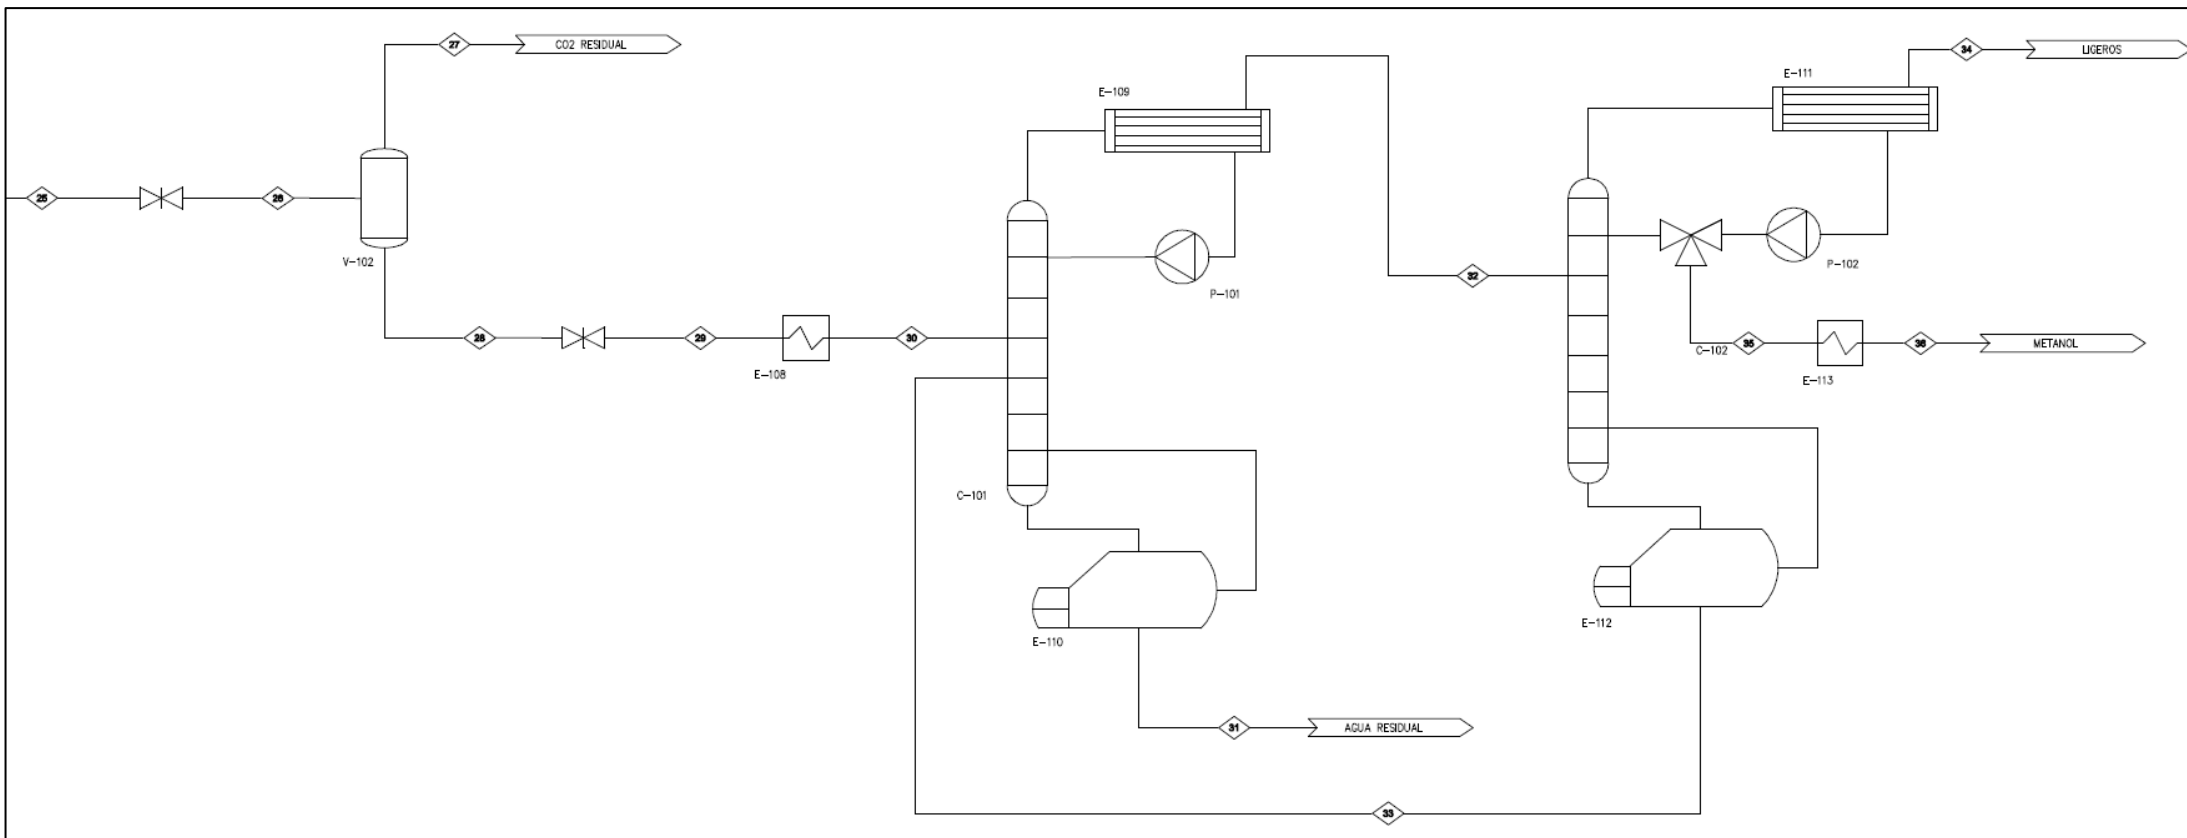 27
CO2 RESIDUAL
34
LIGEROS
E-111
E-109
25
26
V-102
P-101
32
P-102
28
29
30
E-108
C-102
35
36
METANOL
E-113
C-101
E-110
E-112
31
AGUA RESIDUAL
33